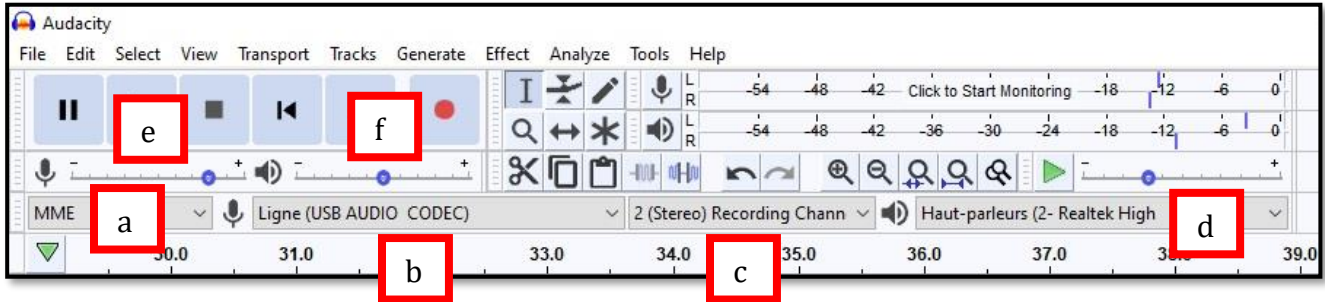 Audacity
File Edit Select View Transport Tracks Generate Effect Analyze Tools Help
L -54 -48 -42 Click to Start Monitoring -18 -12 -6 0
R
e f
L -54 -48 -42 -36 -30 -24 -18 -12 -6 0
R
- + - + - +
MME Ligne (USB AUDIO CODEC) 2 (Stereo) Recording Chann Haut-parleurs (2- Realtek High
a d
31.0 33.0 34.0 35.0 36.0 37.0 39.0
b c